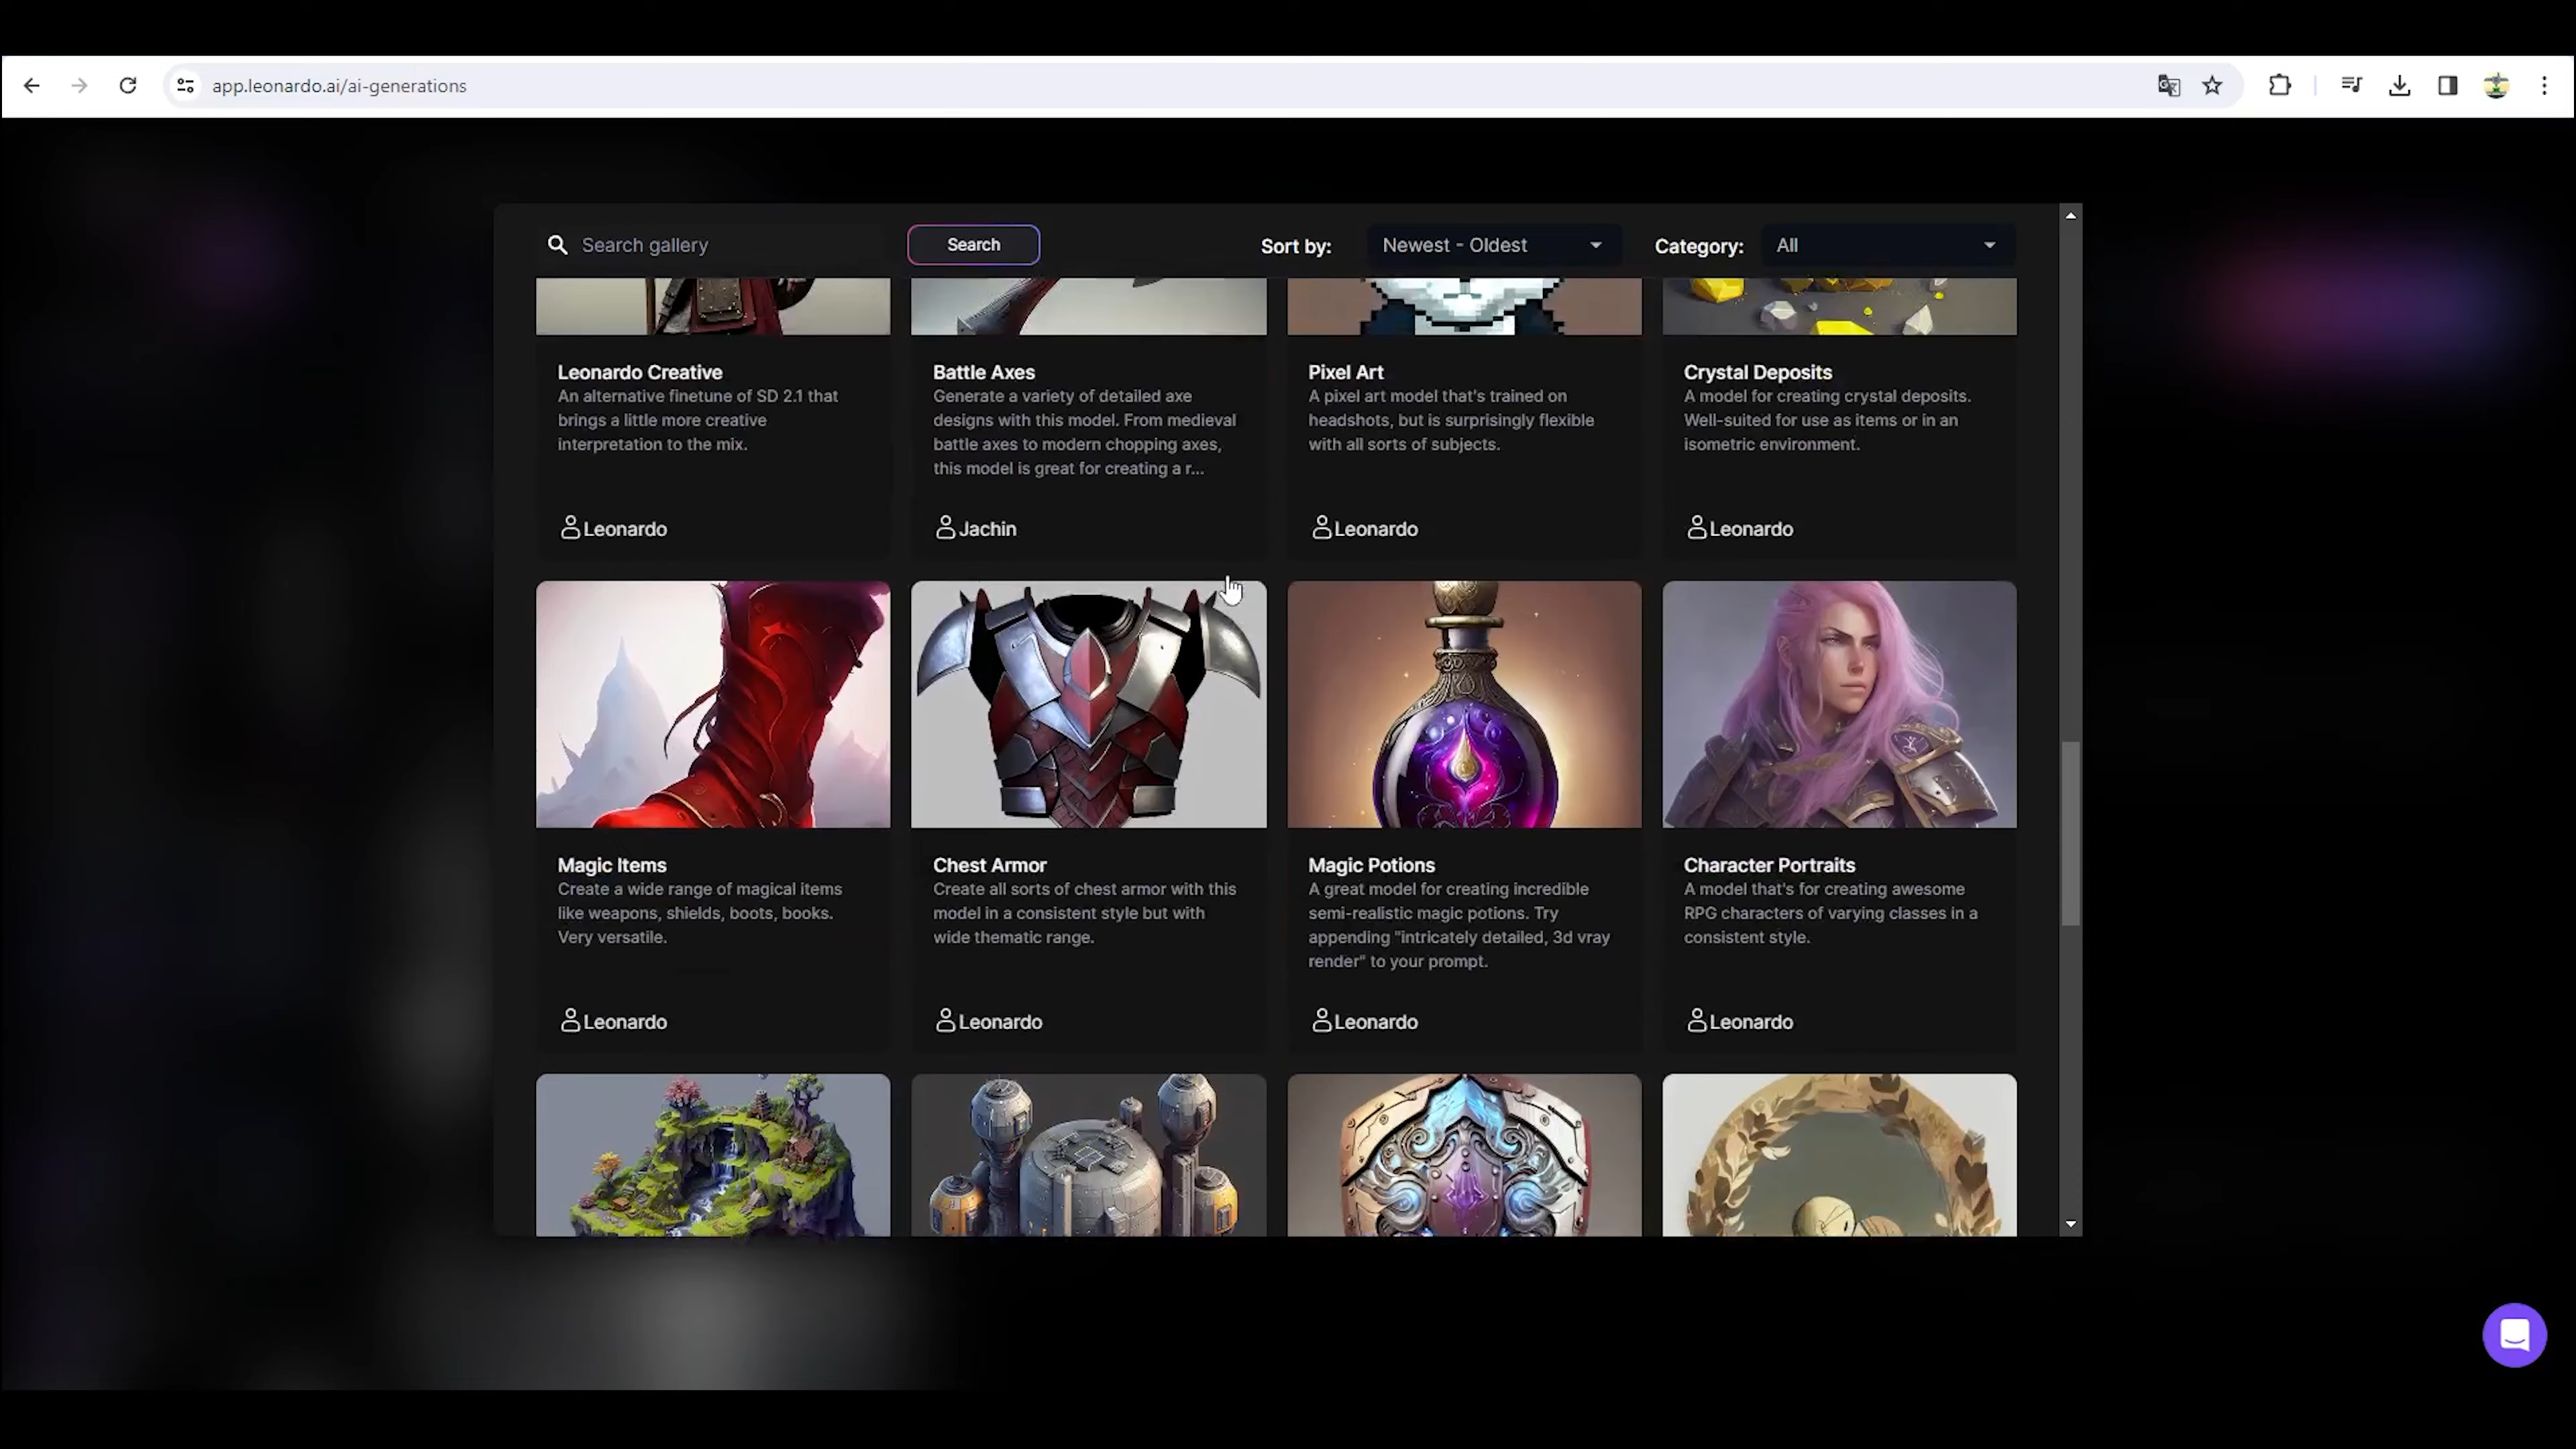 app.leonardo.ai/ai-generations
Search gallery
Search
Sort by:
Newest - Oldest
Category:
All
Leonardo Creative
An alternative finetune of SD 2.1 that
brings a little more creative
interpretation to the mix.
Leonardo
Battle Axes
Generate a variety of detailed axe
designs with this model. From medieval
battle axes to modern chopping axes,
this model is great for creating a r...
Jachin
Pixel Art
A pixel art model that's trained on
headshots, but is surprisingly flexible
with all sorts of subjects.
Leonardo
Crystal Deposits
A model for creating crystal deposits.
Well-suited for use as items or in an
isometric environment.
Leonardo
Magic Items
Create a wide range of magical items
like weapons, shields, boots, books.
Very versatile.
Leonardo
Chest Armor
Create all sorts of chest armor with this
model in a consistent style but with
wide thematic range.
Leonardo
Magic Potions
A great model for creating incredible
semi-realistic magic potions. Try
appending "intricately detailed, 3d vray
render" to your prompt.
Leonardo
Character Portraits
A model that's for creating awesome
RPG characters of varying classes in a
consistent style.
Leonardo